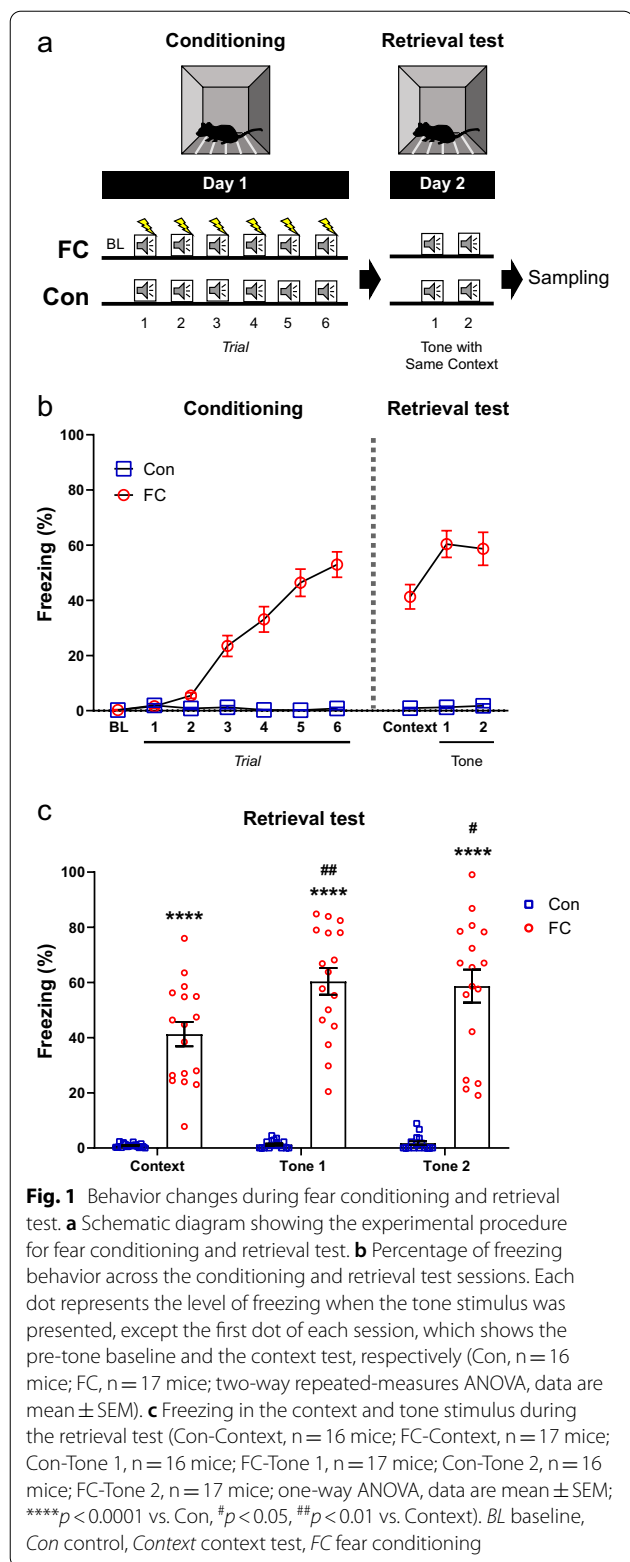 a
Conditioning Retrieval test
Day 1 Day 2
BL
FC
Con
Sampling
1 2 3 4 5 6 1 2
Trial Tone with
Same Context
b
Conditioning Retrieval test
100
80
60
40
20
0
Freezing (%)
Con
FC
BL 1 2 3 4 5 6 Context 1 2
Trial Tone
c
Retrieval test
100
80
60
40
20
0
Freezing (%)
****
##
****
#
****
Con
FC
Context Tone 1 Tone 2
Fig. 1 Behavior changes during fear conditioning and retrieval
test. a Schematic diagram showing the experimental procedure
for fear conditioning and retrieval test. b Percentage of freezing
behavior across the conditioning and retrieval test sessions. Each
dot represents the level of freezing when the tone stimulus was
presented, except the first dot of each session, which shows the
pre-tone baseline and the context test, respectively (Con, n = 16
mice; FC, n = 17 mice; two-way repeated-measures ANOVA, data are
mean ± SEM). c Freezing in the context and tone stimulus during
the retrieval test (Con-Context, n = 16 mice; FC-Context, n = 17 mice;
Con-Tone 1, n = 16 mice; FC-Tone 1, n = 17 mice; Con-Tone 2, n = 16
mice; FC-Tone 2, n = 17 mice; one-way ANOVA, data are mean ± SEM;
****p < 0.0001 vs. Con, #p < 0.05, ##p < 0.01 vs. Context). BL baseline,
Con control, Context context test, FC fear conditioning